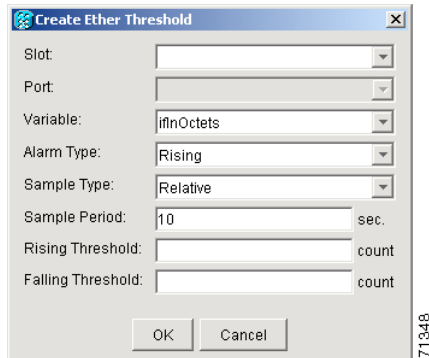 Create Ether Threshold
Slot:
Port:
Variable: ifInOctets
Alarm Type: Rising
Sample Type: Relative
Sample Period: 10 sec.
Rising Threshold: count
Falling Threshold: count
OK Cancel
71348